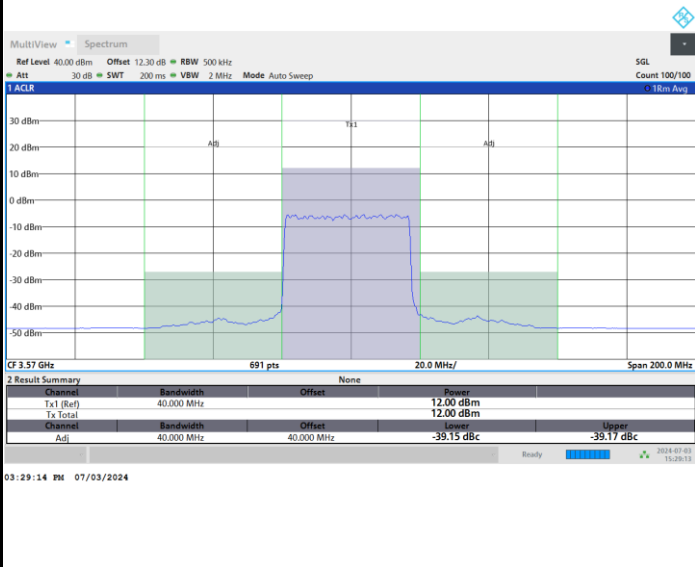 MultiView Spectrum
Ref Level 40.00 dBm Offset 12.30 dB RBW 500 kHz SGL
Att 30 dB SWT 200 ms VBW 2 MHz Mode Auto Sweep Count 100/100
1 ACLR 1Rm Avg
30 dBm
Tx1
20 dBm
Adj Adj
10 dBm
0 dBm
-10 dBm
-20 dBm
-30 dBm
-40 dBm
-50 dBm
CF 3.57 GHz 691 pts 20.0 MHz/ Span 200.0 MHz
2 Result Summary None
Channel Bandwidth Offset Power
Tx1 (Ref) 40.000 MHz 12.00 dBm
Tx Total 12.00 dBm
Channel Bandwidth Offset Lower Upper
Adj 40.000 MHz 40.000 MHz -39.15 dBc -39.17 dBc
Ready 2024-07-03
15:29:13
03:29:14 PM 07/03/2024